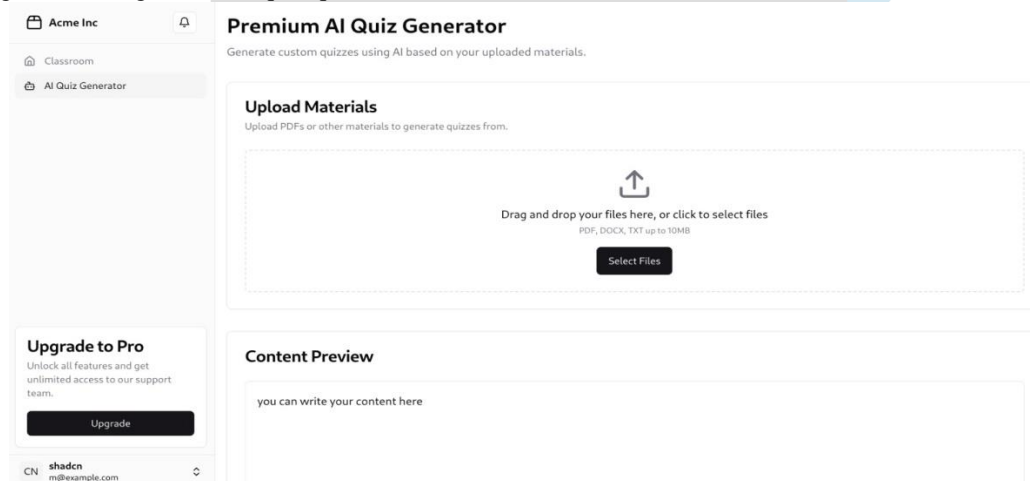 Acme Inc
Classroom
AI Quiz Generator
Upgrade to Pro
Unlock all features and get
unlimited access to our support
team.
Upgrade
CN
shadcn
m@example.com
Premium AI Quiz Generator
Generate custom quizzes using AI based on your uploaded materials.
Upload Materials
Upload PDFs or other materials to generate quizzes from.
Drag and drop your files here, or click to select files
PDF, DOCX, TXT up to 10MB
Select Files
Content Preview
you can write your content here